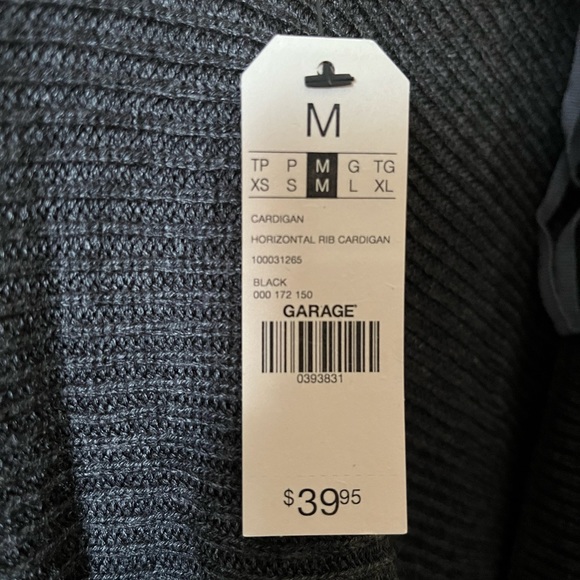 M
TP P M G TG
XS S M L XL
CARDIGAN
HORIZONTAL RIB CARDIGAN
100031265
BLACK
000 172 150
GARAGE®
0393831
$39.95